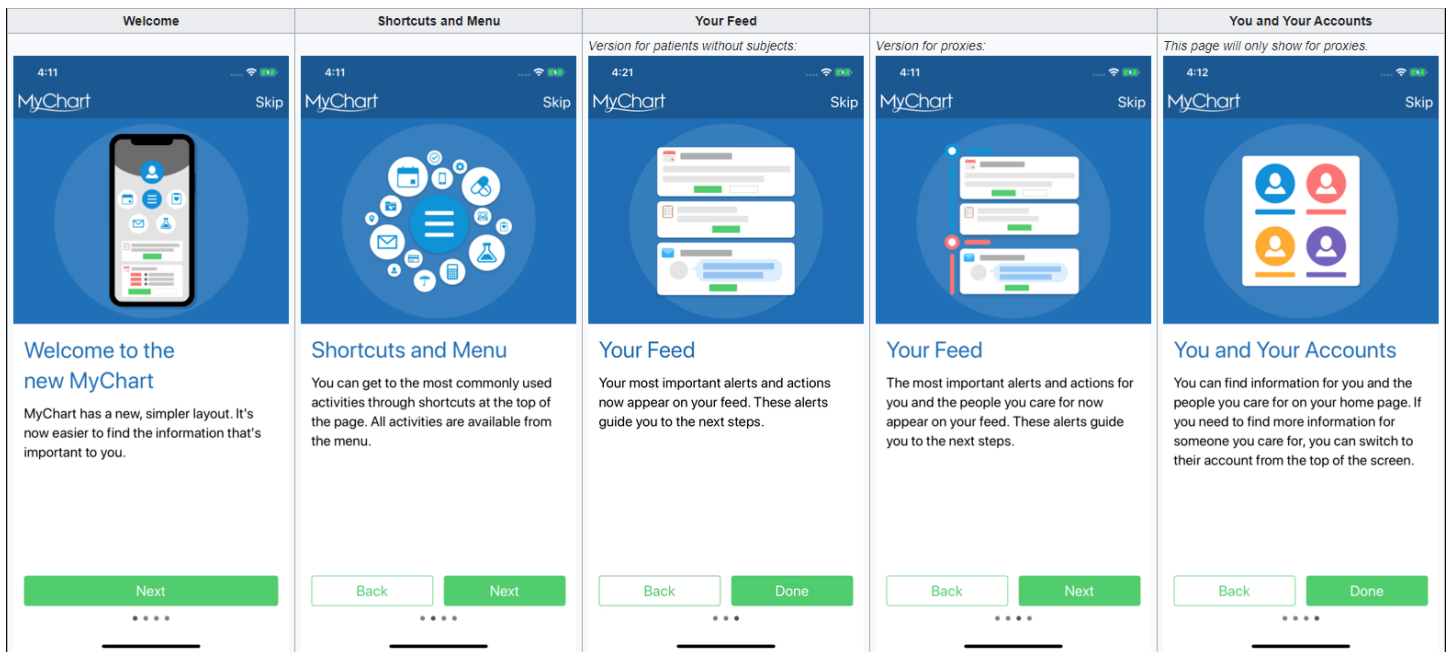 Welcome
Shortcuts and Menu
Your Feed
You and Your Accounts
Version for patients without subjects:
Version for proxies:
This page will only show for proxies.
4:11
MyChart
Skip
Welcome to the
new MyChart
MyChart has a new, simpler layout. It's
now easier to find the information that's
important to you.
Next
4:11
MyChart
Skip
Shortcuts and Menu
You can get to the most commonly used
activities through shortcuts at the top of
the page. All activities are available from
the menu.
Back
Next
4:21
MyChart
Skip
Your Feed
Your most important alerts and actions
now appear on your feed. These alerts
guide you to the next steps.
Back
Done
4:11
MyChart
Skip
Your Feed
The most important alerts and actions for
you and the people you care for now
appear on your feed. These alerts guide
you to the next steps.
Back
Next
4:12
MyChart
Skip
You and Your Accounts
You can find information for you and the
people you care for on your home page. If
you need to find more information for
someone you care for, you can switch to
their account from the top of the screen.
Back
Done